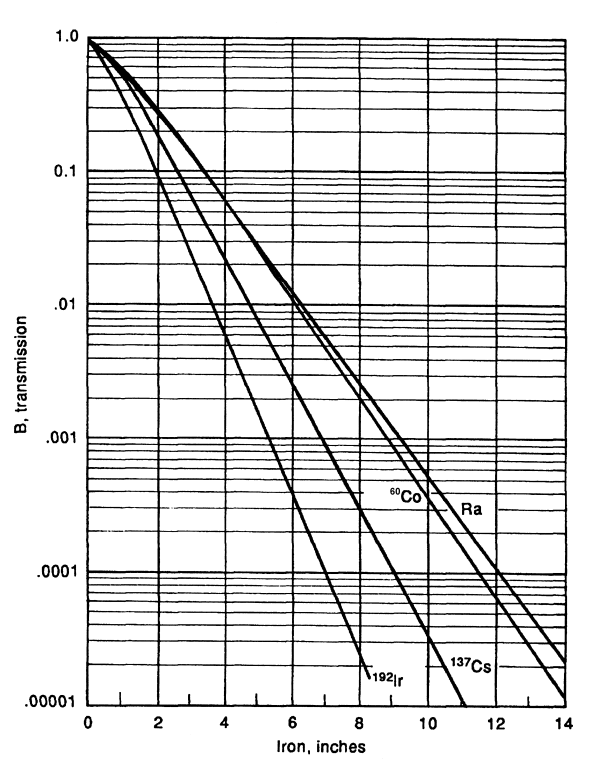 1.0
0.1
.01
.001
.0001
.00001
B, transmission
⁶⁰Co
Ra
¹³⁷Cs
¹⁹²Ir
0 2 4 6 8 10 12 14
Iron, inches